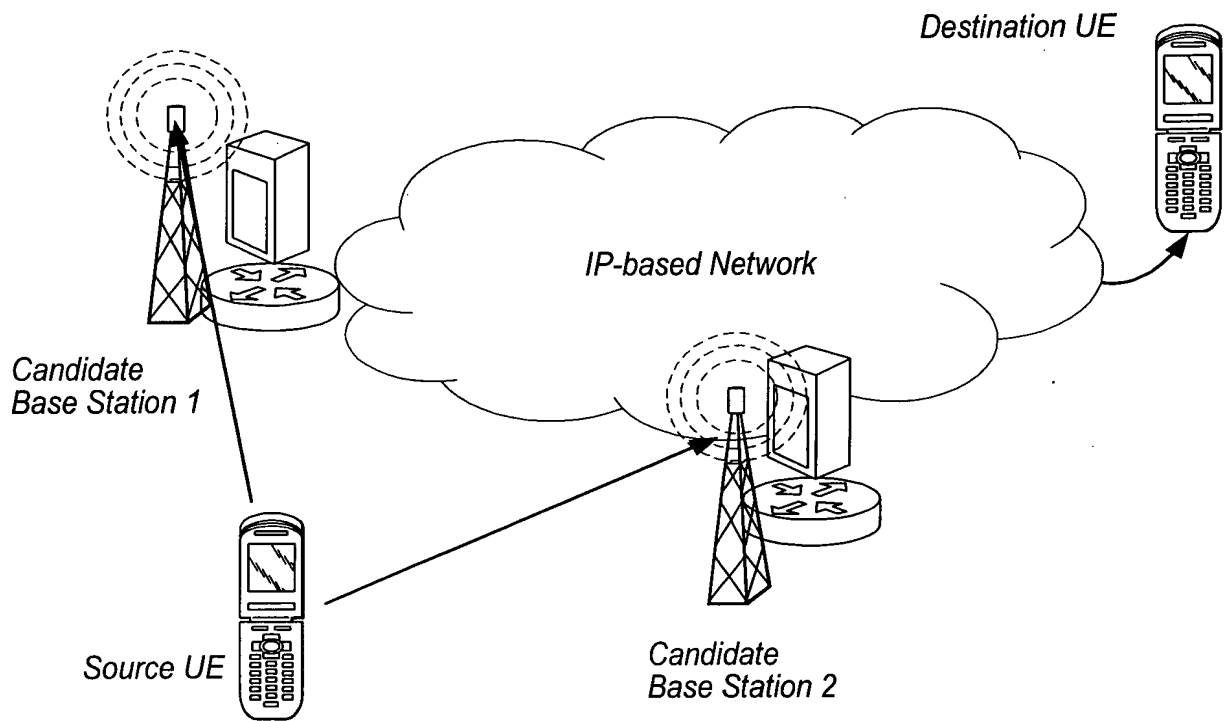 Destination UE
IP-based Network
Candidate
Base Station 1
Source UE
Candidate
Base Station 2